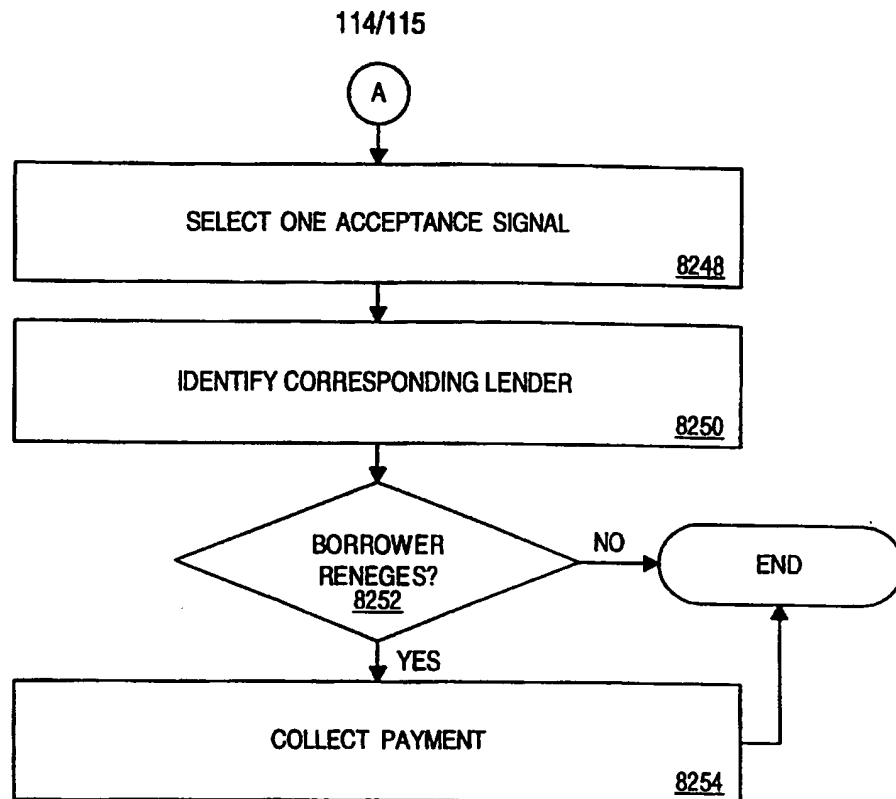 114/115
A
SELECT ONE ACCEPTANCE SIGNAL
8248
IDENTIFY CORRESPONDING LENDER
8250
BORROWER
RENEGES?
8252
NO
END
YES
COLLECT PAYMENT
8254